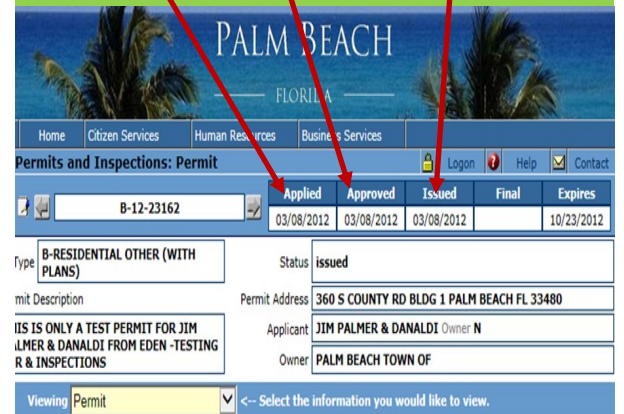 PALM BEACH
FLORIDA
Home Citizen Services Human Resources Business Services
Permits and Inspections: Permit Logon Help Contact
Applied Approved Issued Final Expires
B-12-23162
03/08/2012 03/08/2012 03/08/2012 10/23/2012
Type B-RESIDENTIAL OTHER (WITH PLANS) Status issued
mit Description Permit Address 360 S COUNTY RD BLDG 1 PALM BEACH FL 33480
IS IS ONLY A TEST PERMIT FOR JIM
LMER & DANALDI FROM EDEN -TESTING
R & INSPECTIONS
Applicant JIM PALMER & DANALDI Owner N
Owner PALM BEACH TOWN OF
Viewing Permit <-- Select the information you would like to view.